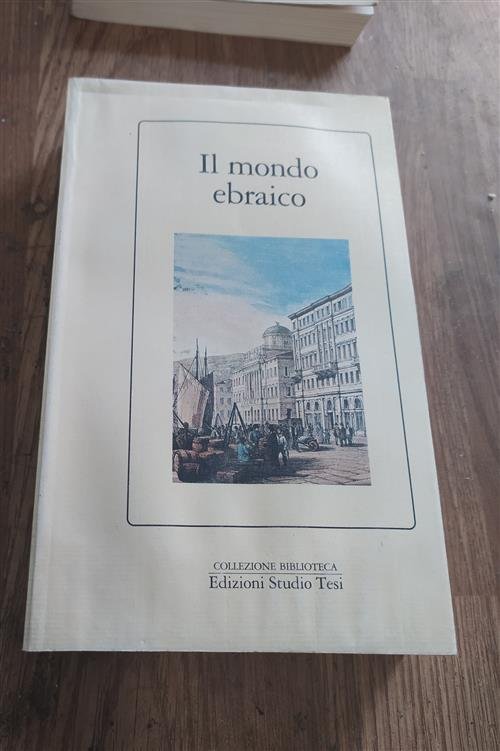 Il mondo
ebraico
COLLEZIONE BIBLIOTECA
Edizioni Studio Tesi